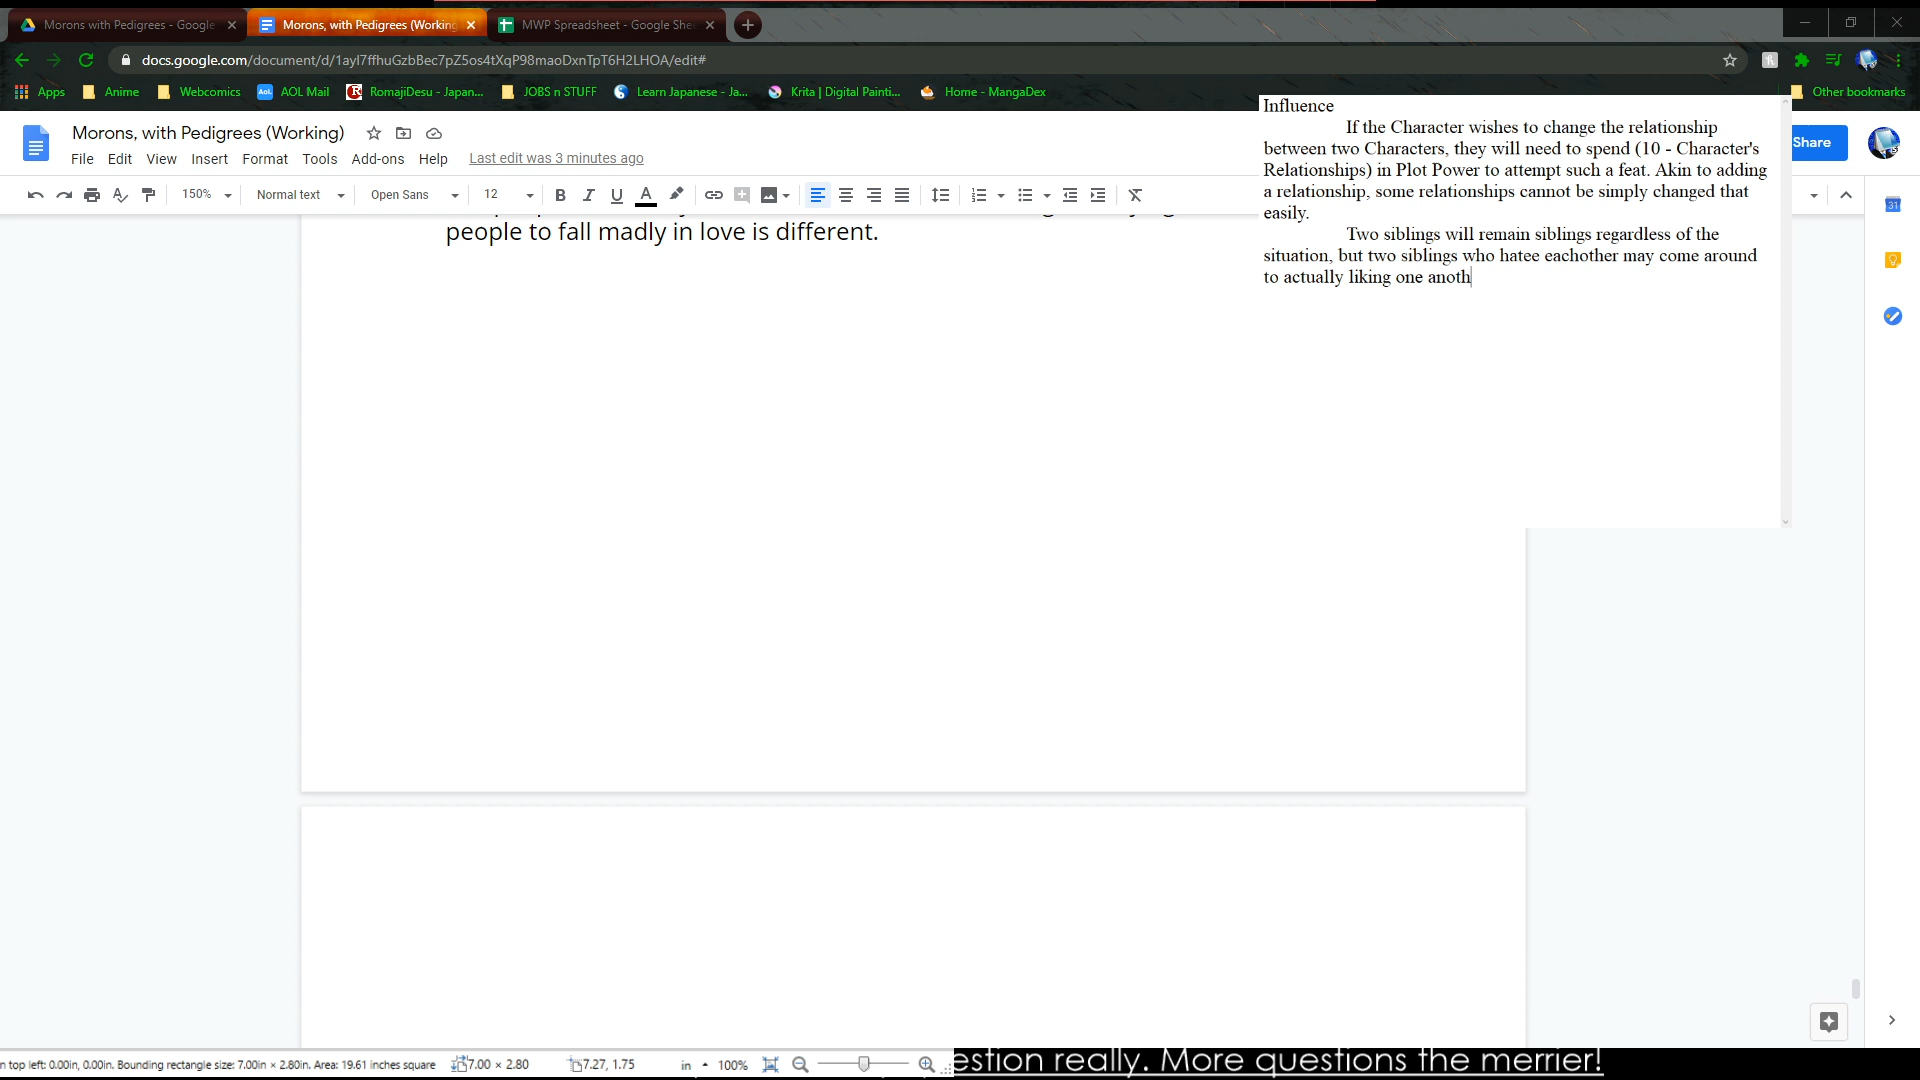 Morons with Pedigrees - Google
Morons, with Pedigrees (Working
MWP Spreadsheet - Google She
docs.google.com/document/d/1ayl7ffhuGzbBec7pZ5os4tXqP98maoDxnTpT6H2LHOA/edit#
Apps Anime Webcomics AOL Mail RomajiDesu - Japan... JOBS n STUFF Learn Japanese - Ja... Krita | Digital Painti... Home - MangaDex Other bookmarks
Morons, with Pedigrees (Working)
File Edit View Insert Format Tools Add-ons Help Last edit was 3 minutes ago
Share
150% Normal text Open Sans 12
people to fall madly in love is different.
Influence
If the Character wishes to change the relationship
between two Characters, they will need to spend (10 - Character's
Relationships) in Plot Power to attempt such a feat. Akin to adding
a relationship, some relationships cannot be simply changed that
easily.
Two siblings will remain siblings regardless of the
situation, but two siblings who hatee eachother may come around
to actually liking one anoth
n top left: 0.00in, 0.00in. Bounding rectangle size: 7.00in × 2.80in. Area: 19.61 inches square 7.00 × 2.80 7.27, 1.75 in 100%
estion really. More questions the merrier!